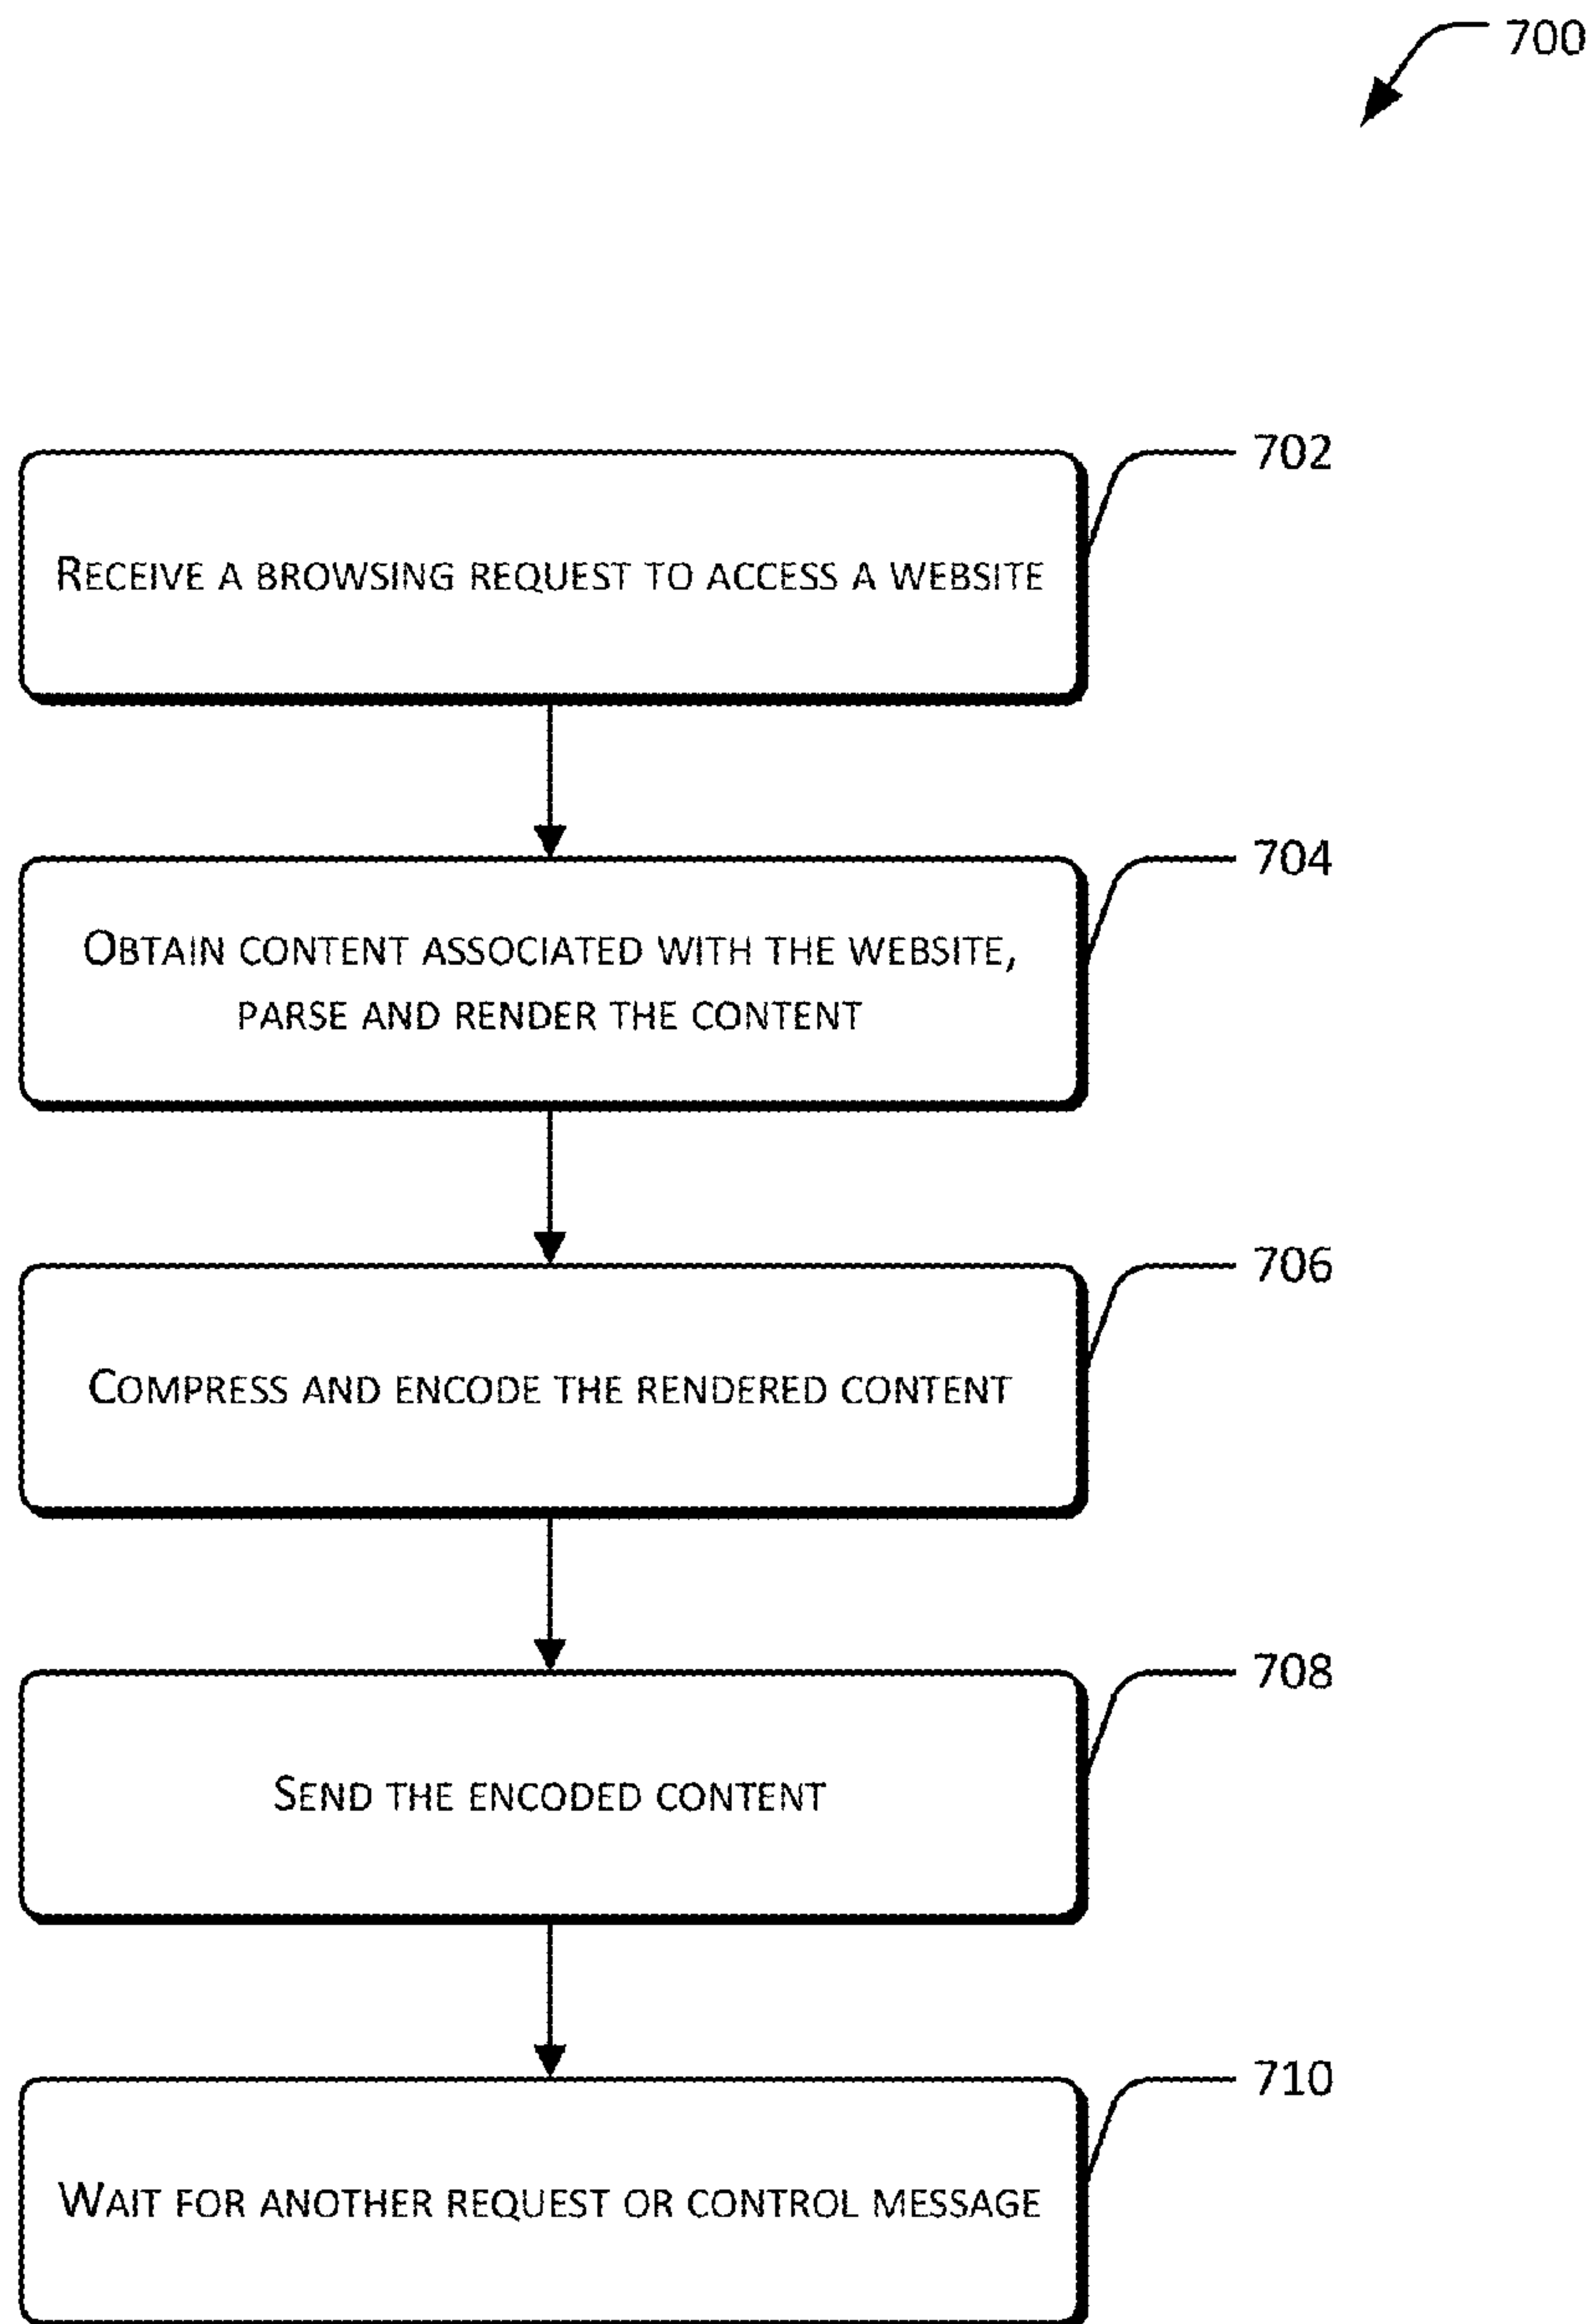 700
702
RECEIVE A BROWSING REQUEST TO ACCESS A WEBSITE
704
OBTAIN CONTENT ASSOCIATED WITH THE WEBSITE,
PARSE AND RENDER THE CONTENT
706
COMPRESS AND ENCODE THE RENDERED CONTENT
708
SEND THE ENCODED CONTENT
710
WAIT FOR ANOTHER REQUEST OR CONTROL MESSAGE